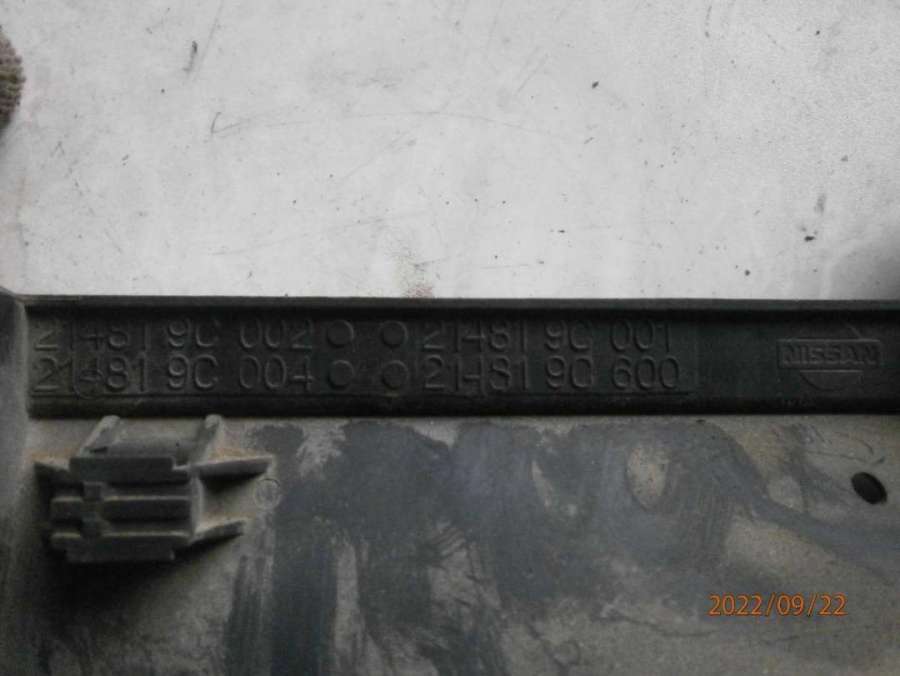 21481 9C 002 21481 9C 001
21481 9C 004 21481 9C 600
NISSAN
2022/09/22